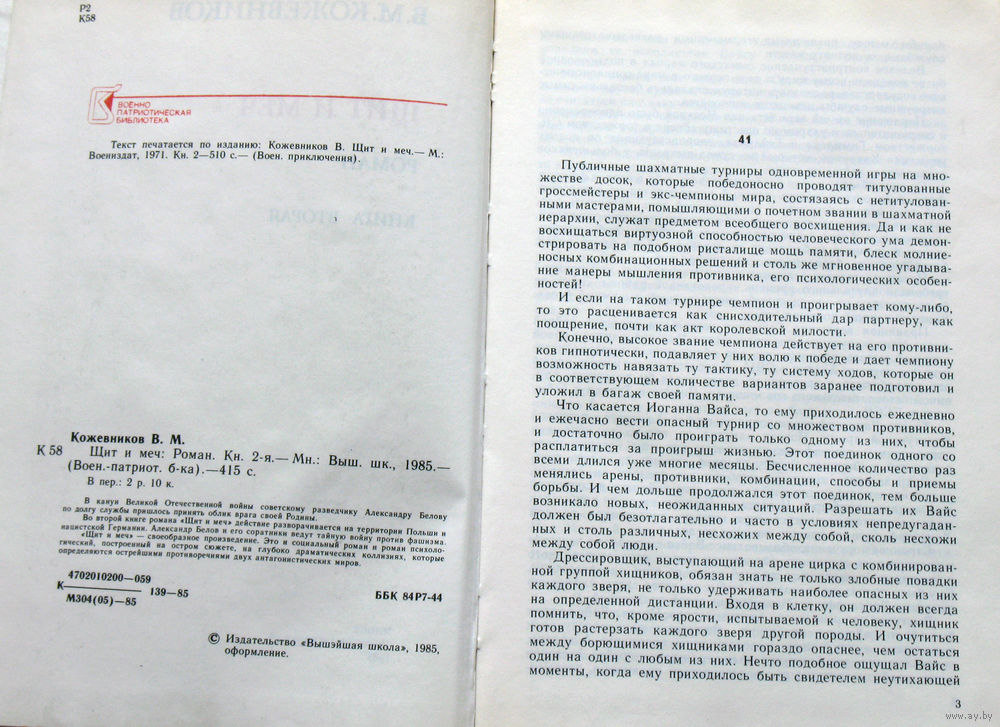 Р2
К58
В. М. КОЖЕВНИКОВ
ЩИТ И МЕЧ
РОМАН
КНИГА ВТОРАЯ
ВОЕННО
ПАТРИОТИЧЕСКАЯ
БИБЛИОТЕКА
Текст печатается по изданию: Кожевников В. Щит и меч.— М.:
Воениздат, 1971. Кн. 2—510 с.— (Воен. приключения).
Кожевников В. М.
К 58 Щит и меч: Роман. Кн. 2-я.— Мн.: Выш. шк., 1985.—
(Воен.-патриот. б-ка).—415 с.
В пер.: 2 р. 10 к.
В канун Великой Отечественной войны советскому разведчику Александру Белову
по долгу службы пришлось принять облик врага своей Родины.
Во второй книге романа «Щит и меч» действие разворачивается на территории Польши и
нацистской Германии. Александр Белов и его соратники ведут тайную войну против фашизма.
«Щит и меч» — своеобразное произведение. Это и социальный роман и роман психоло-
гический, построенный на остром сюжете, на глубоко драматических коллизиях, которые
определяются острейшими противоречиями двух антагонистических миров.
4702010200—059
К 139—85
М304(05)—85
ББК 84Р7-44
© Издательство «Вышэйшая школа», 1985,
оформление.
41
Публичные шахматные турниры одновременной игры на мно-
жестве досок, которые победоносно проводят титулованные
гроссмейстеры и экс-чемпионы мира, состязаясь с нетитулован-
ными мастерами, помышляющими о почетном звании в шахматной
иерархии, служат предметом всеобщего восхищения. Да и как не
восхищаться виртуозной способностью человеческого ума демон-
стрировать на подобном ристалище мощь памяти, блеск молние-
носных комбинационных решений и столь же мгновенное угадыва-
ние манеры мышления противника, его психологических особен-
ностей!
И если на таком турнире чемпион и проигрывает кому-либо,
то это расценивается как снисходительный дар партнеру, как
поощрение, почти как акт королевской милости.
Конечно, высокое звание чемпиона действует на его противни-
ков гипнотически, подавляет у них волю к победе и дает чемпиону
возможность навязать ту тактику, ту систему ходов, которые он
в соответствующем количестве вариантов заранее подготовил и
уложил в багаж своей памяти.
Что касается Иоганна Вайса, то ему приходилось ежедневно
и ежечасно вести опасный турнир со множеством противников,
и достаточно было проиграть только одному из них, чтобы
расплатиться за проигрыш жизнью. Этот поединок одного со
всеми длился уже многие месяцы. Бесчисленное количество раз
менялись арены, противники, комбинации, способы и приемы
борьбы. И чем дольше продолжался этот поединок, тем больше
возникало новых, неожиданных ситуаций. Разрешать их Вайс
должен был безотлагательно и часто в условиях непредугадан-
ных и столь различных, несхожих между собой, сколь несхожи
между собой люди.
Дрессировщик, выступающий на арене цирка с комбинирован-
ной группой хищников, обязан знать не только злобные повадки
каждого зверя, не только удерживать наиболее опасных из них
на определенной дистанции. Входя в клетку, он должен всегда
помнить, что, кроме ярости, испытываемой к человеку, хищник
готов растерзать каждого зверя другой породы. И очутиться
между борющимися хищниками гораздо опаснее, чем остаться
один на один с любым из них. Нечто подобное ощущал Вайс в
моменты, когда ему приходилось быть свидетелем неутихающей
3
www.ay.by